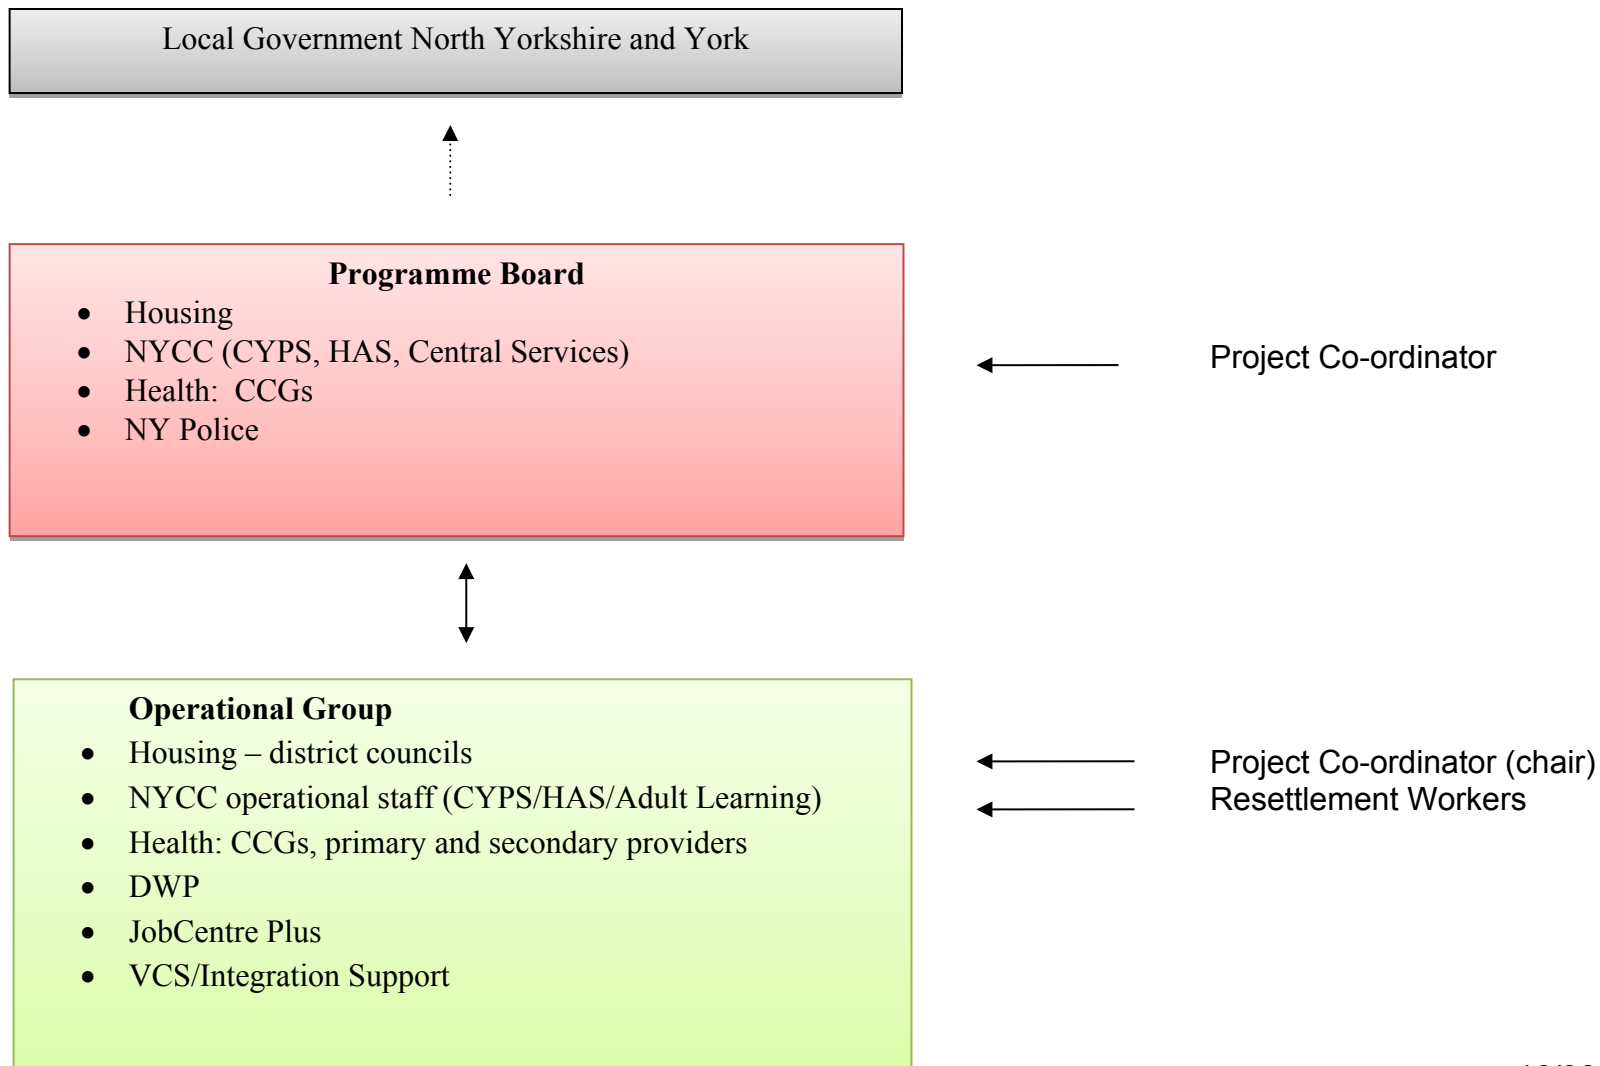 Local Government North Yorkshire and York
Programme Board
• Housing
• NYCC (CYPS, HAS, Central Services)
• Health: CCGs
• NY Police
Project Co-ordinator
Operational Group
• Housing – district councils
• NYCC operational staff (CYPS/HAS/Adult Learning)
• Health: CCGs, primary and secondary providers
• DWP
• JobCentre Plus
• VCS/Integration Support
Project Co-ordinator (chair)
Resettlement Workers